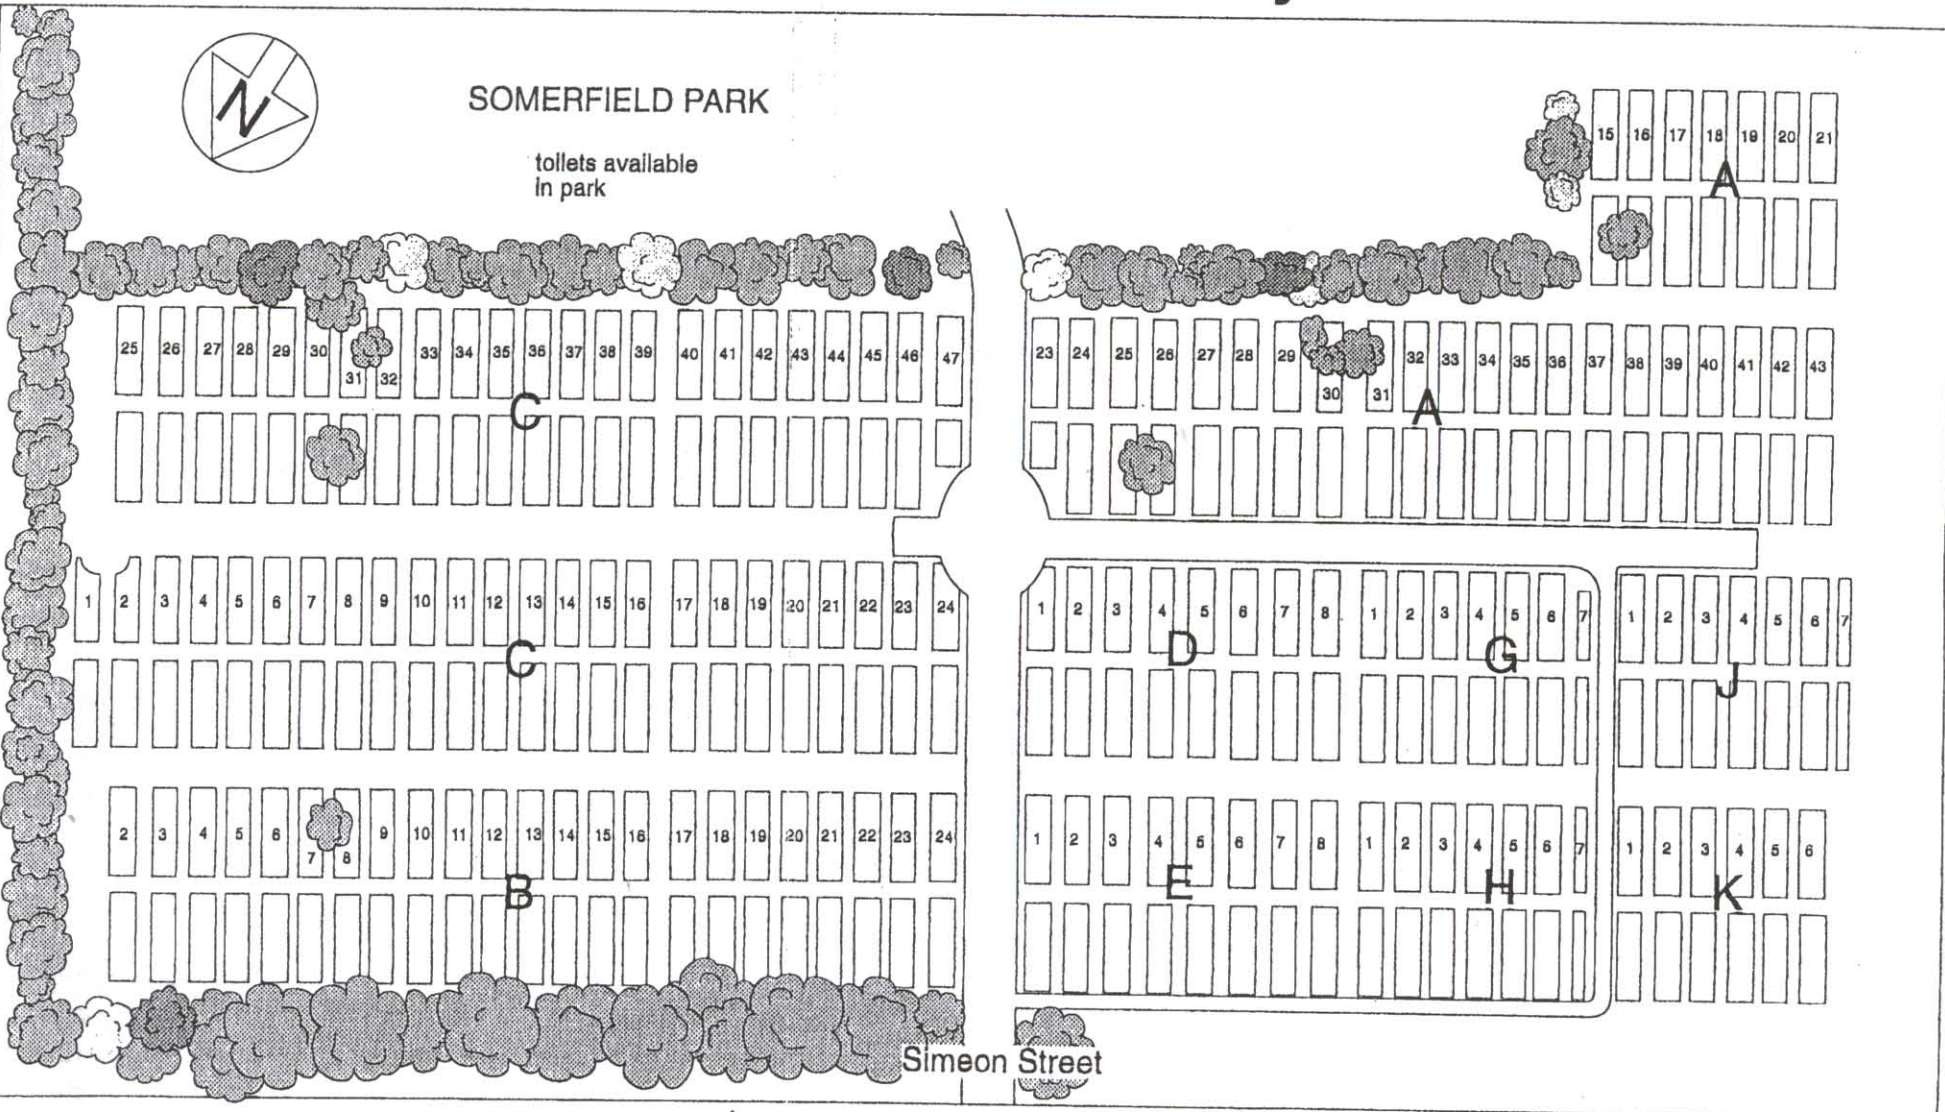 N
SOMERFIELD PARK
toilets available
in park
15 16 17 18 19 20 21
A
25 26 27 28 29 30 31 32 33 34 35 36 37 38 39 40 41 42 43 44 45 46 47
C
23 24 25 26 27 28 29 30 31 32 33 34 35 36 37 38 39 40 41 42 43
A
1 2 3 4 5 6 7 8 9 10 11 12 13 14 15 16 17 18 19 20 21 22 23 24
C
1 2 3 4 5 6 7 8
D
1 2 3 4 5 6 7
G
1 2 3 4 5 6 7
J
2 3 4 5 6 7 8 9 10 11 12 13 14 15 16 17 18 19 20 21 22 23 24
B
1 2 3 4 5 6 7 8
E
1 2 3 4 5 6 7
H
1 2 3 4 5 6
K
Simeon Street